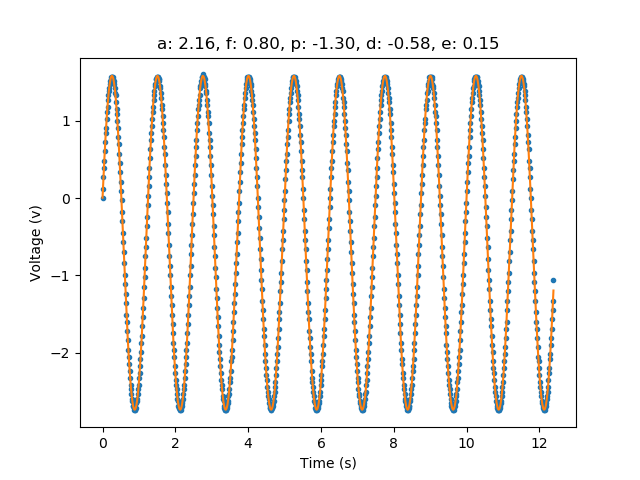 a: 2.16, f: 0.80, p: -1.30, d: -0.58, e: 0.15
1
0
−1
−2
Voltage (v)
0 2 4 6 8 10 12
Time (s)